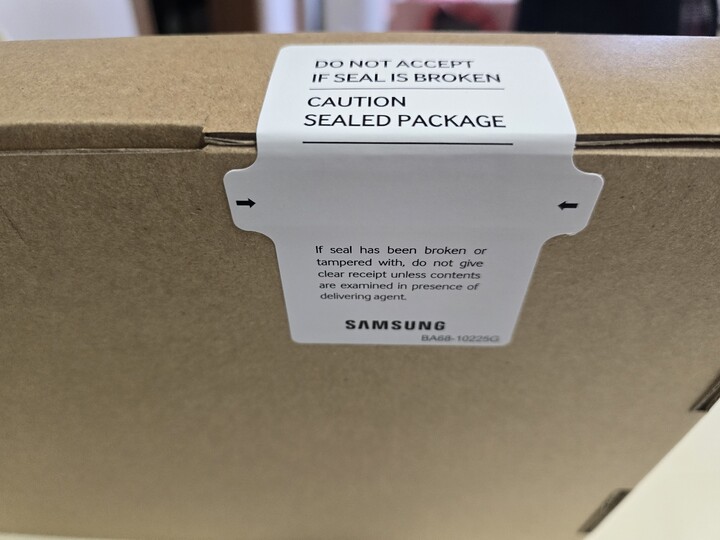 DO NOT ACCEPT
IF SEAL IS BROKEN
CAUTION
SEALED PACKAGE
If seal has been broken or
tampered with, do not give
clear receipt unless contents
are examined in presence of
delivering agent.
SAMSUNG
BA68-10225G